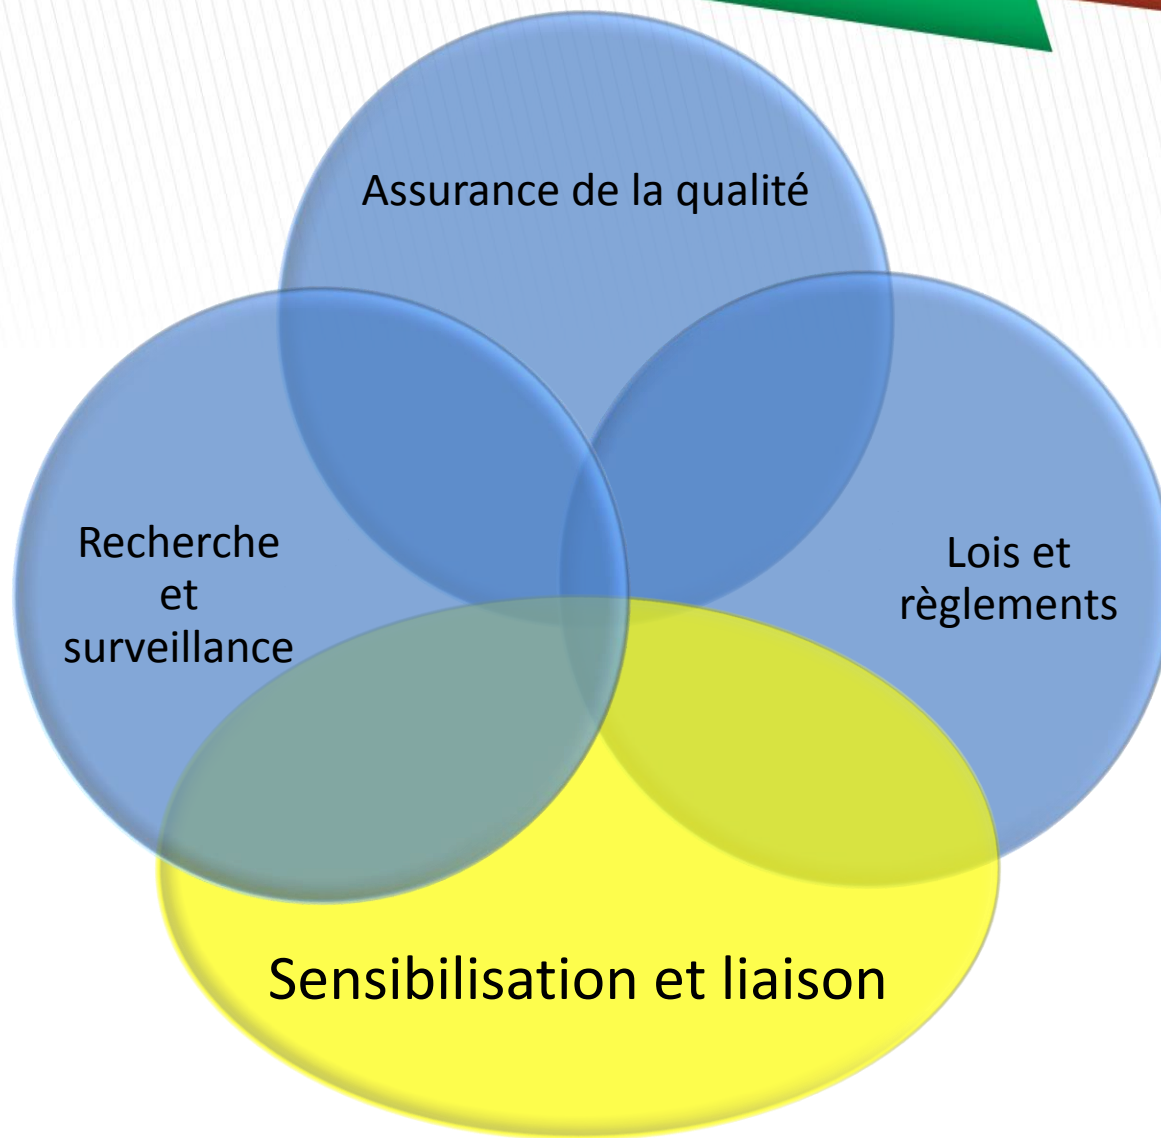 Assurance de la qualité
Recherche
et
surveillance
Lois et
règlements
Sensibilisation et liaison